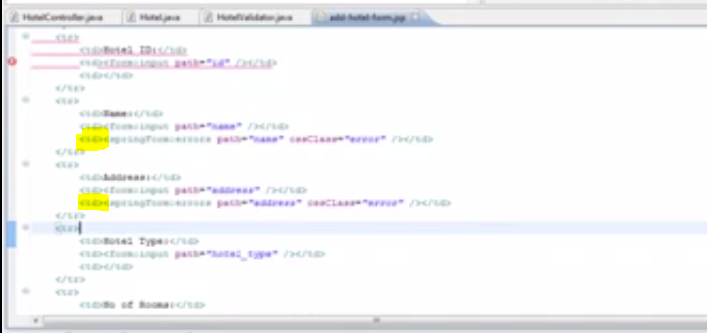 HotelController.java Hotel.java HotelValidator.java add-hotel-form.jsp
<tr>
<td>Hotel ID:</td>
<td><form:input path="id" /></td>
<td></td>
</tr>
<tr>
<td>Name:</td>
<td><form:input path="name" /></td>
<td><springForm:errors path="name" cssClass="error" /></td>
</tr>
<tr>
<td>Address:</td>
<td><form:input path="address" /></td>
<td><springForm:errors path="address" cssClass="error" /></td>
</tr>
<tr>
<td>Hotel Type:</td>
<td><form:input path="hotel_type" /></td>
<td></td>
</tr>
<tr>
<td>No of Rooms:</td>